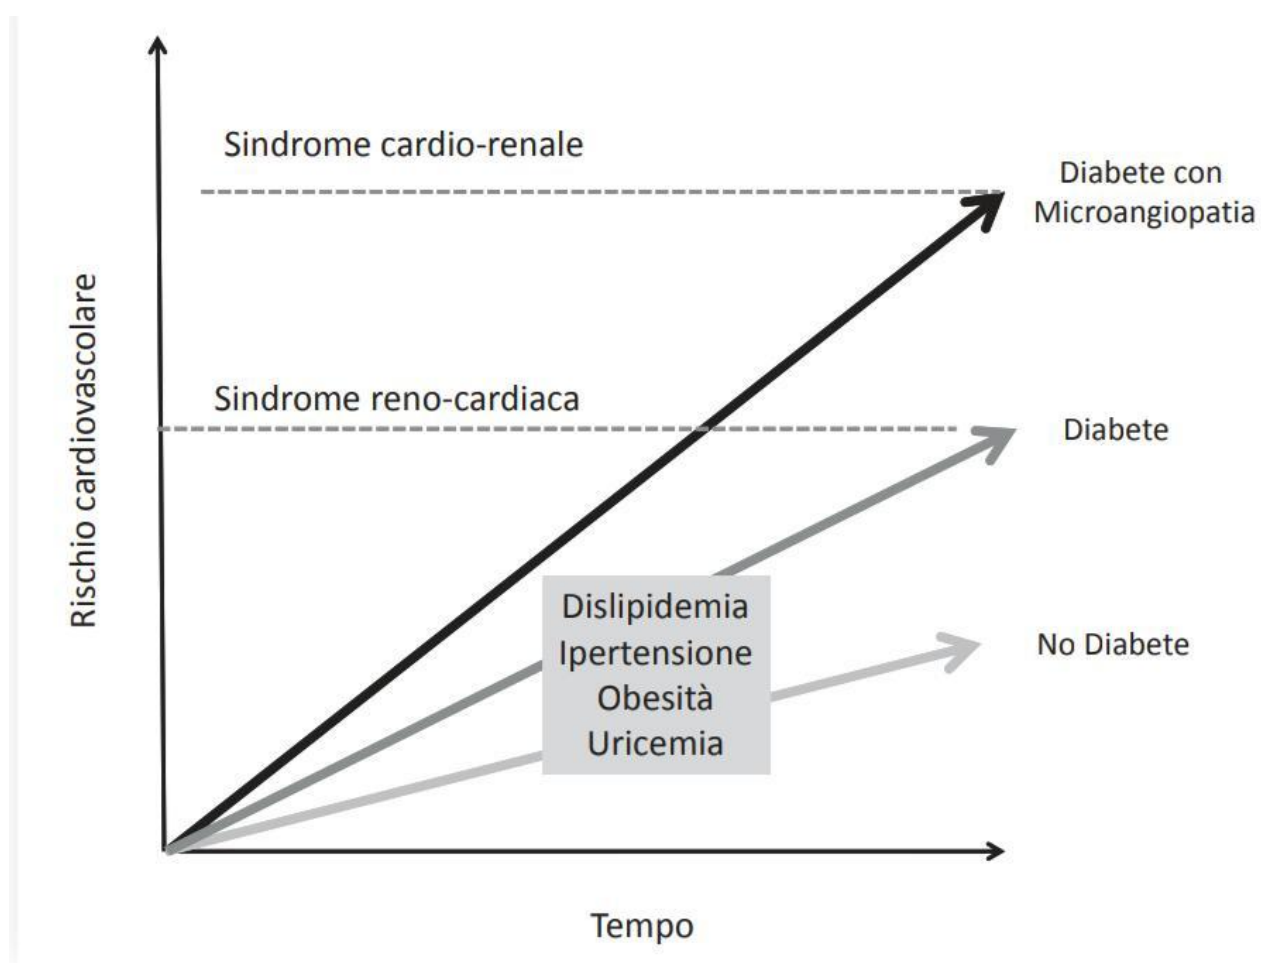 Sindrome cardio-renale
Diabete con
Microangiopatia
Rischio cardiovascolare
Sindrome reno-cardiaca
Diabete
Dislipidemia
Ipertensione
Obesità
Uricemia
No Diabete
Tempo